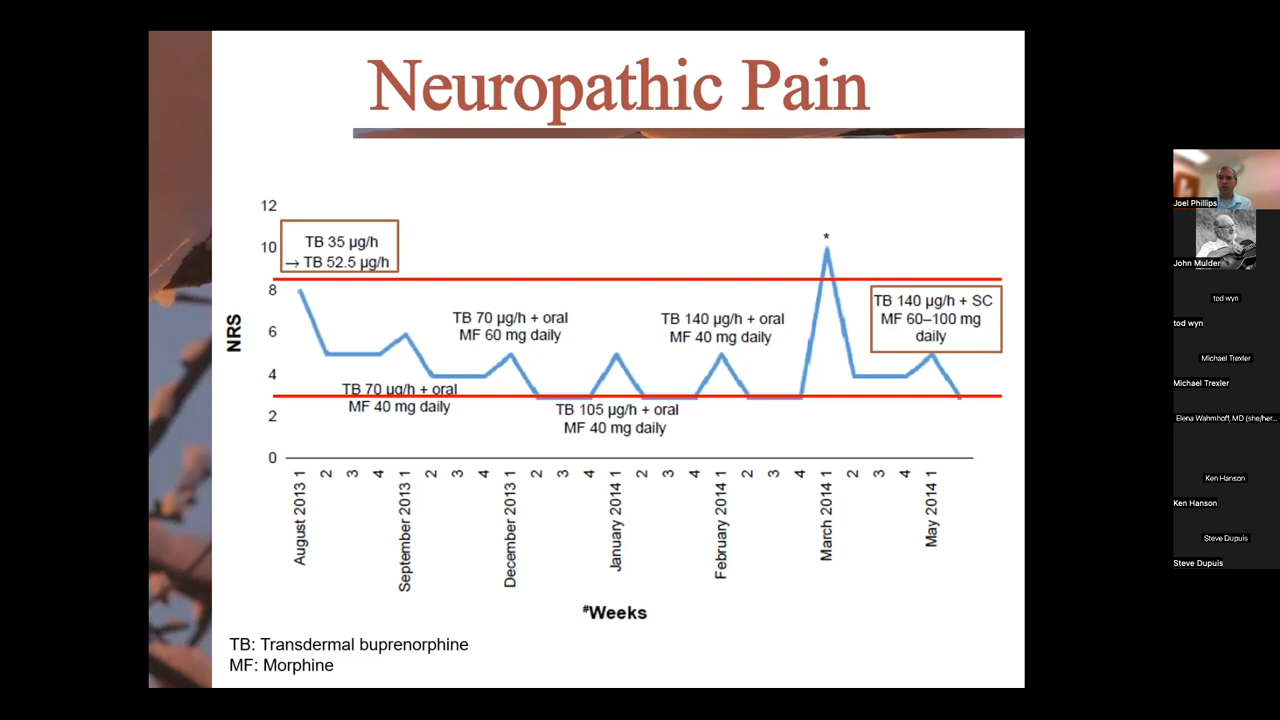 Neuropathic Pain
12
10
8
6
4
2
0
NRS
TB 35 µg/h
→ TB 52.5 µg/h
TB 70 µg/h + oral
MF 40 mg daily
TB 70 µg/h + oral
MF 60 mg daily
TB 105 µg/h + oral
MF 40 mg daily
TB 140 µg/h + oral
MF 40 mg daily
*
TB 140 µg/h + SC
MF 60–100 mg
daily
August 2013 1
2
3
4
September 2013 1
2
3
4
December 2013 1
2
3
4
January 2014 1
2
3
4
February 2014 1
2
3
4
March 2014 1
2
3
4
May 2014 1
#Weeks
TB: Transdermal buprenorphine
MF: Morphine
Joel Phillips
John Mulder
tod wyn
tod wyn
Michael Trexler
Michael Trexler
Elena Wahmhoff, MD (she/her...
Ken Hanson
Ken Hanson
Steve Dupuis
Steve Dupuis